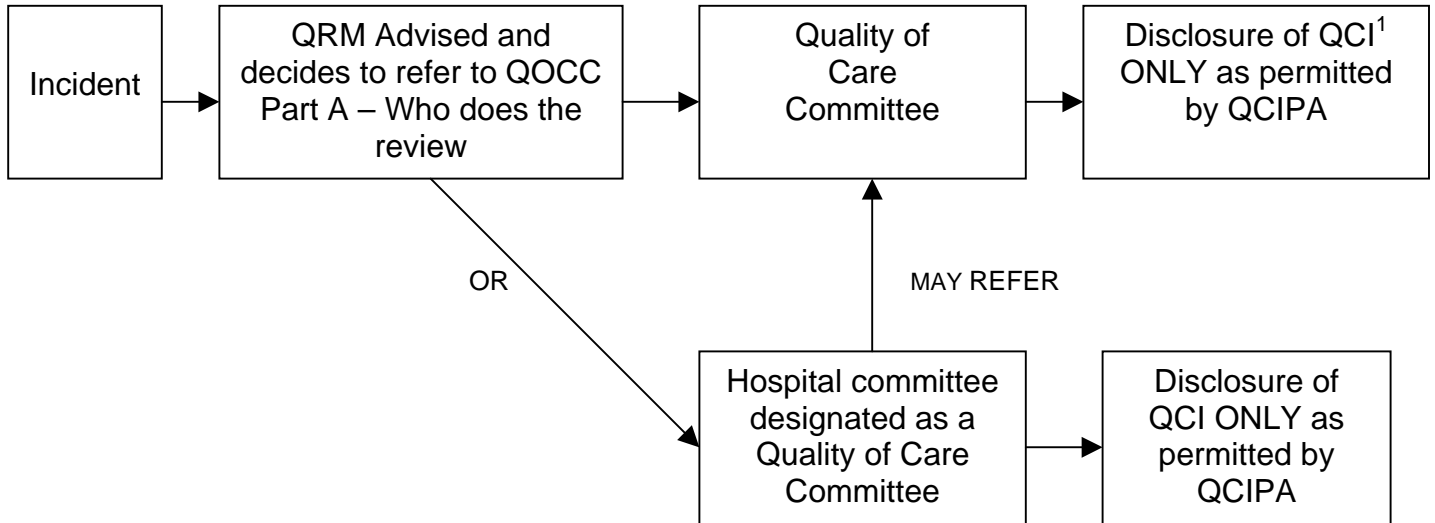 Incident
QRM Advised and
decides to refer to QOCC
Part A – Who does the
review
Quality of
Care
Committee
Disclosure of QCI¹
ONLY as permitted
by QCIPA
OR
MAY REFER
Hospital committee
designated as a
Quality of Care
Committee
Disclosure of
QCI ONLY as
permitted by
QCIPA